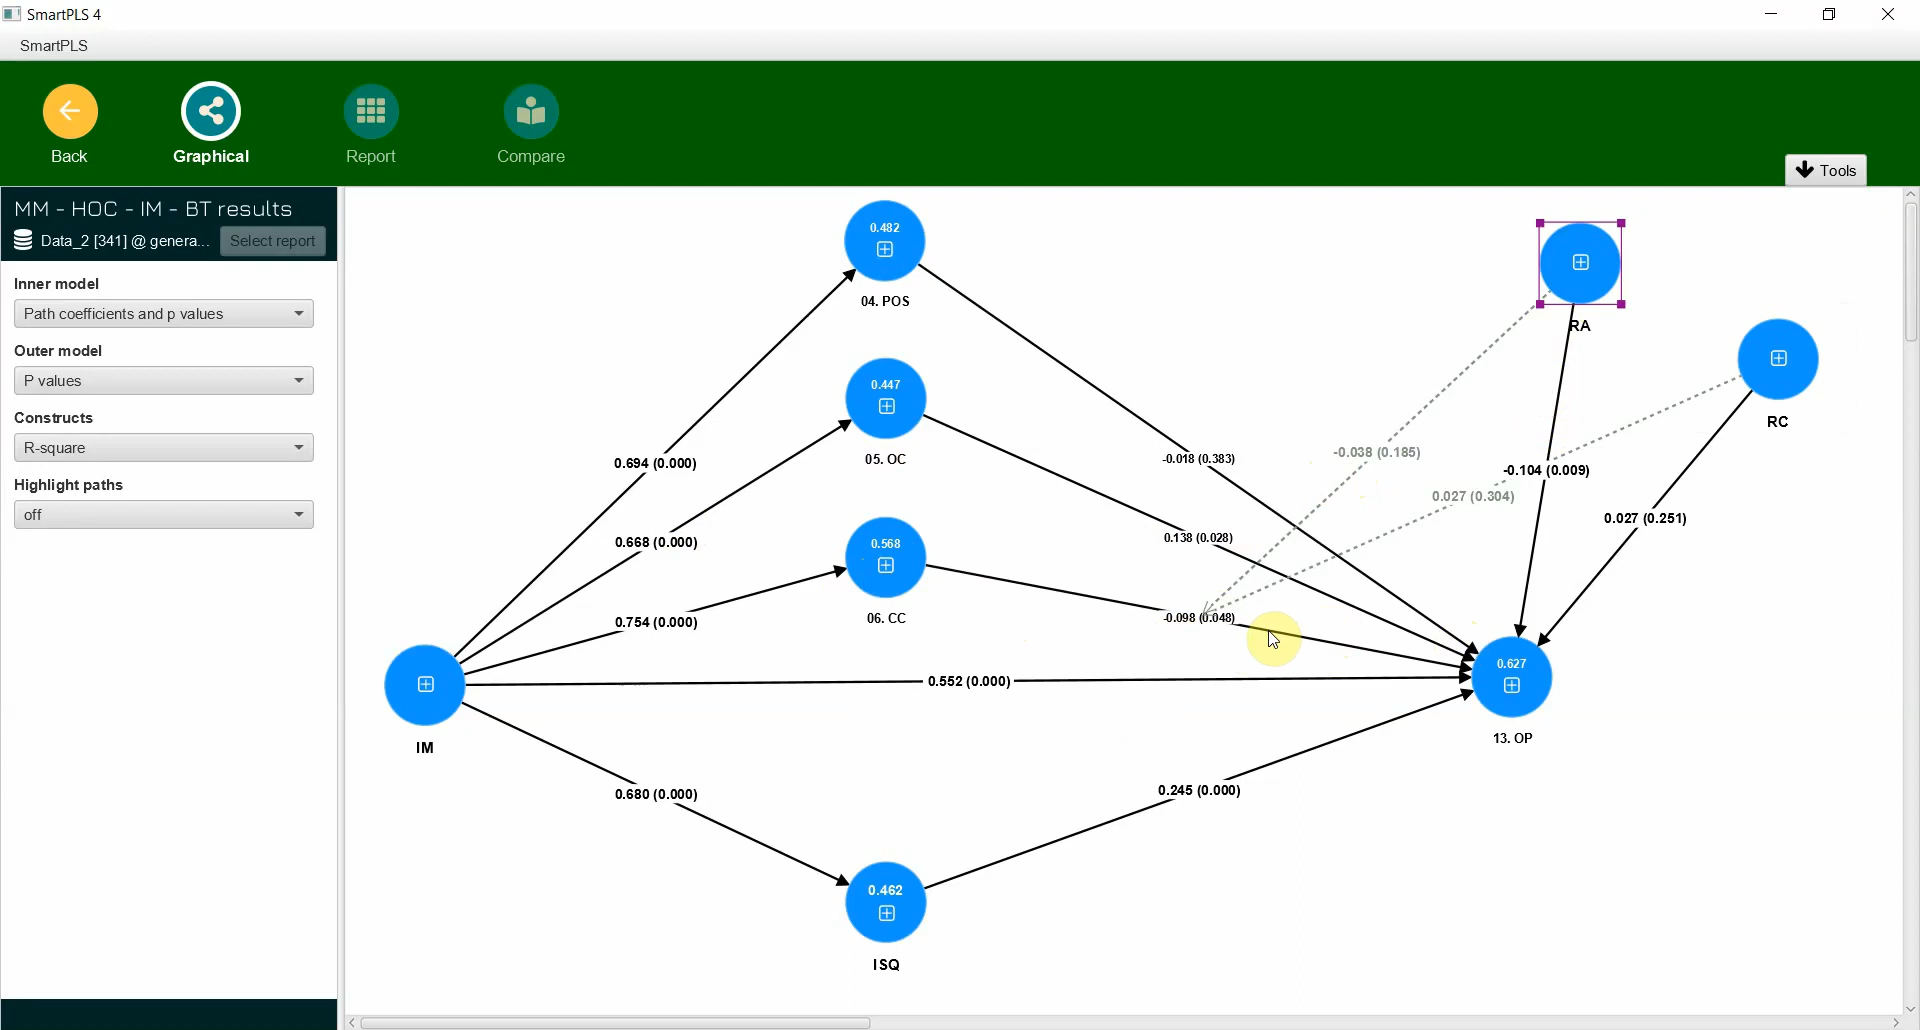 SmartPLS 4
SmartPLS
Back
Graphical
Report
Compare
Tools
MM - HOC - IM - BT results
Data_2 [341] @ genera...
Select report
Inner model
Path coefficients and p values
Outer model
P values
Constructs
R-square
Highlight paths
off
0.482
04. POS
RA
0.447
05. OC
RC
0.694 (0.000)
-0.018 (0.383)
-0.038 (0.185)
-0.104 (0.009)
0.027 (0.304)
0.027 (0.251)
0.668 (0.000)
0.138 (0.028)
0.568
06. CC
0.754 (0.000)
-0.098 (0.048)
0.552 (0.000)
0.627
13. OP
IM
0.680 (0.000)
0.245 (0.000)
0.462
ISQ